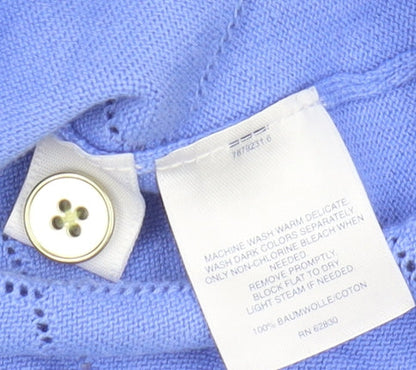 7879231 6
MACHINE WASH WARM DELICATE
WASH DARK COLORS SEPARATELY
ONLY NON-CHLORINE BLEACH WHEN
NEEDED
REMOVE PROMPTLY
BLOCK FLAT TO DRY
LIGHT STEAM IF NEEDED
100% BAUMWOLLE/COTON
RN 62830